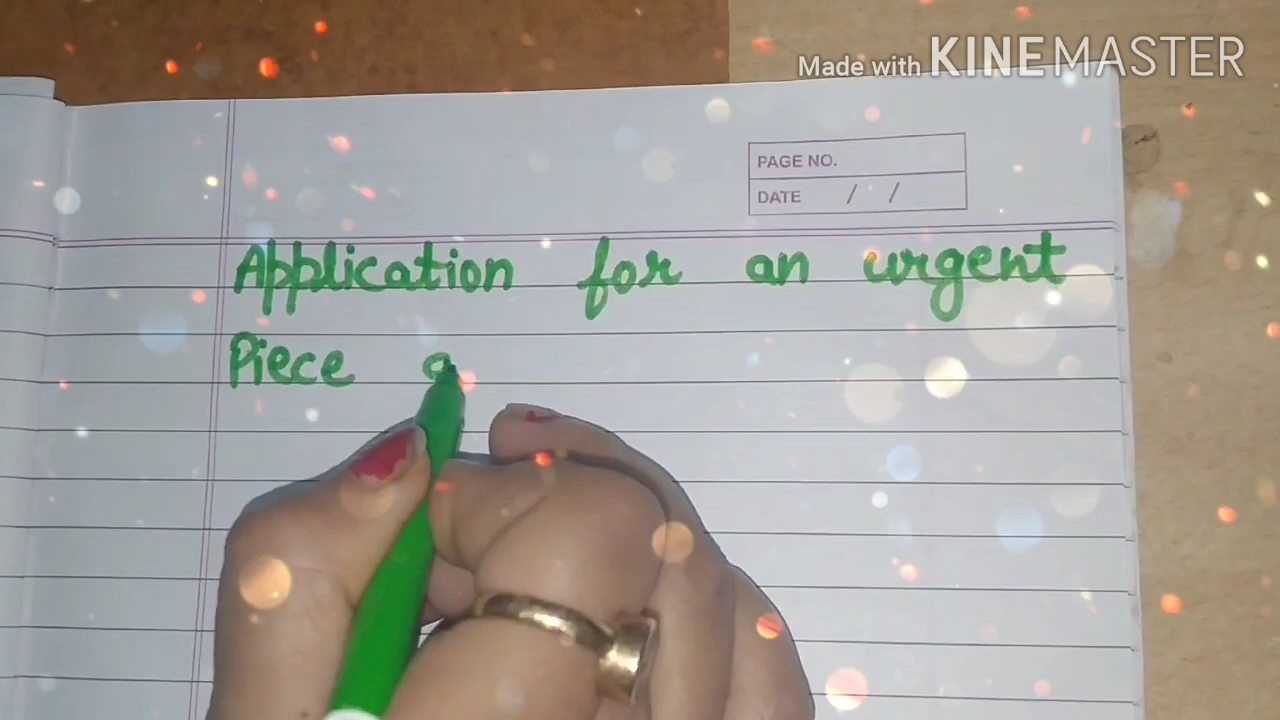 Made with KINEMASTER
PAGE NO.
DATE / /
Application for an urgent
Piece o